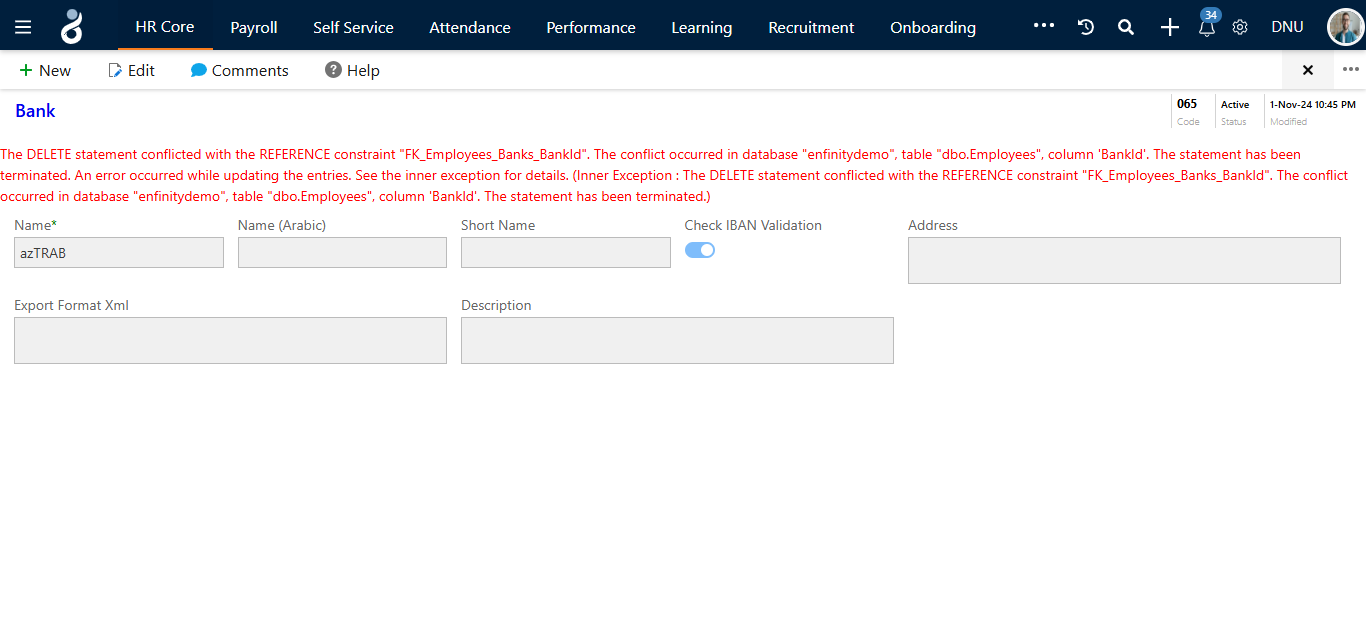 HR Core Payroll Self Service Attendance Performance Learning Recruitment Onboarding ••• 34 DNU
+ New Edit Comments ? Help × •••
Bank
065 Active 1-Nov-24 10:45 PM
Code Status Modified
The DELETE statement conflicted with the REFERENCE constraint "FK_Employees_Banks_BankId". The conflict occurred in database "enfinitydemo", table "dbo.Employees", column 'BankId'. The statement has been
terminated. An error occurred while updating the entries. See the inner exception for details. (Inner Exception : The DELETE statement conflicted with the REFERENCE constraint "FK_Employees_Banks_BankId". The conflict
occurred in database "enfinitydemo", table "dbo.Employees", column 'BankId'. The statement has been terminated.)
Name* Name (Arabic) Short Name Check IBAN Validation Address
azTRAB
Export Format Xml Description